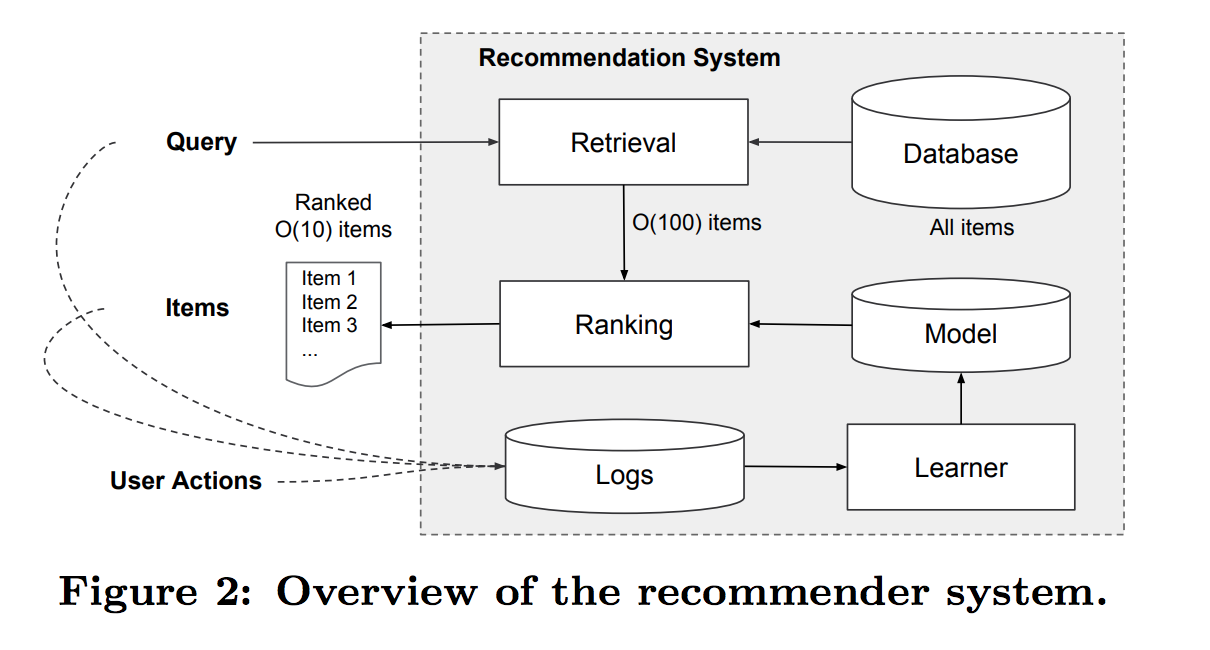 Recommendation System
Query
Retrieval
Database
All items
O(100) items
Ranked
O(10) items
Items
Item 1
Item 2
Item 3
...
Ranking
Model
User Actions
Logs
Learner
Figure 2: Overview of the recommender system.